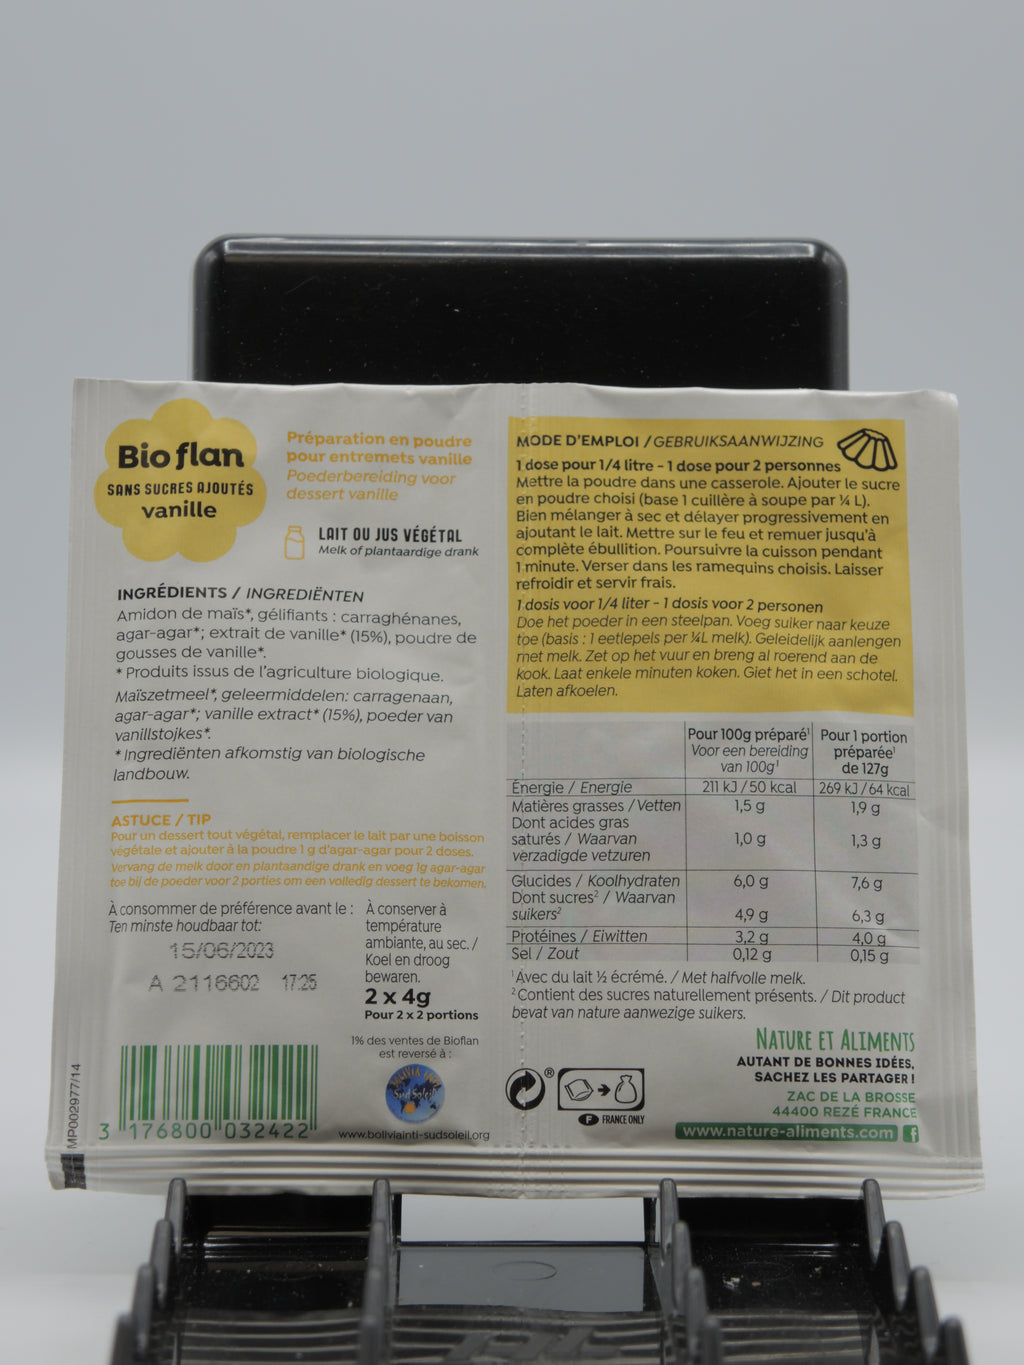 Bio flan
SANS SUCRES AJOUTÉS
vanille
Préparation en poudre
pour entremets vanille
Poederbereiding voor
dessert vanille
LAIT OU JUS VÉGÉTAL
Melk of plantaardige drank
INGRÉDIENTS / INGREDIËNTEN
Amidon de maïs*, gélifiants : carraghénanes,
agar-agar*; extrait de vanille* (15%), poudre de
gousses de vanille*.
* Produits issus de l'agriculture biologique.
Maïszetmeel*, geleermiddelen: carragenaan,
agar-agar*; vanille extract* (15%), poeder van
vanillstojkes*.
* Ingrediënten afkomstig van biologische
landbouw.
ASTUCE / TIP
Pour un dessert tout végétal, remplacer le lait par une boisson
végétale et ajouter à la poudre 1 g d'agar-agar pour 2 doses.
Vervang de melk door en plantaandige drank en voeg 1g agar-agar
toe bij de poeder voor 2 porties om een volledig dessert te bekomen.
À consommer de préférence avant le :
Ten minste houdbaar tot:
15/06/2023
A 2116602 17:25
À conserver à
température
ambiante, au sec. /
Koel en droog
bewaren.
2 x 4g
Pour 2 x 2 portions
1% des ventes de Bioflan
est reversé à :
BOLIVIA INTI
Sud Soleil
www.boliviainti-sudsoleil.org
MP002977/14
3 176800 032422
MODE D'EMPLOI / GEBRUIKSAANWIJZING
1 dose pour 1/4 litre - 1 dose pour 2 personnes
Mettre la poudre dans une casserole. Ajouter le sucre
en poudre choisi (base 1 cuillère à soupe par ¼ L).
Bien mélanger à sec et délayer progressivement en
ajoutant le lait. Mettre sur le feu et remuer jusqu'à
complète ébullition. Poursuivre la cuisson pendant
1 minute. Verser dans les ramequins choisis. Laisser
refroidir et servir frais.
1 dosis voor 1/4 liter - 1 dosis voor 2 personen
Doe het poeder in een steelpan. Voeg suiker naar keuze
toe (basis : 1 eetlepels per ¼L melk). Geleidelijk aanlengen
met melk. Zet op het vuur en breng al roerend aan de
kook. Laat enkele minuten koken. Giet het in een schotel.
Laten afkoelen.
Pour 100g préparé¹ Pour 1 portion
Voor een bereiding préparée¹
van 100g¹ de 127g
Énergie / Energie 211 kJ / 50 kcal 269 kJ / 64 kcal
Matières grasses / Vetten 1,5 g 1,9 g
Dont acides gras
saturés / Waarvan 1,0 g 1,3 g
verzadigde vetzuren
Glucides / Koolhydraten 6,0 g 7,6 g
Dont sucres² / Waarvan
suikers² 4,9 g 6,3 g
Protéines / Eiwitten 3,2 g 4,0 g
Sel / Zout 0,12 g 0,15 g
¹ Avec du lait ½ écrémé. / Met halfvolle melk.
² Contient des sucres naturellement présents. / Dit product
bevat van nature aanwezige suikers.
NATURE ET ALIMENTS
AUTANT DE BONNES IDÉES,
SACHEZ LES PARTAGER !
ZAC DE LA BROSSE
44400 REZÉ FRANCE
www.nature-aliments.com f
®
F FRANCE ONLY